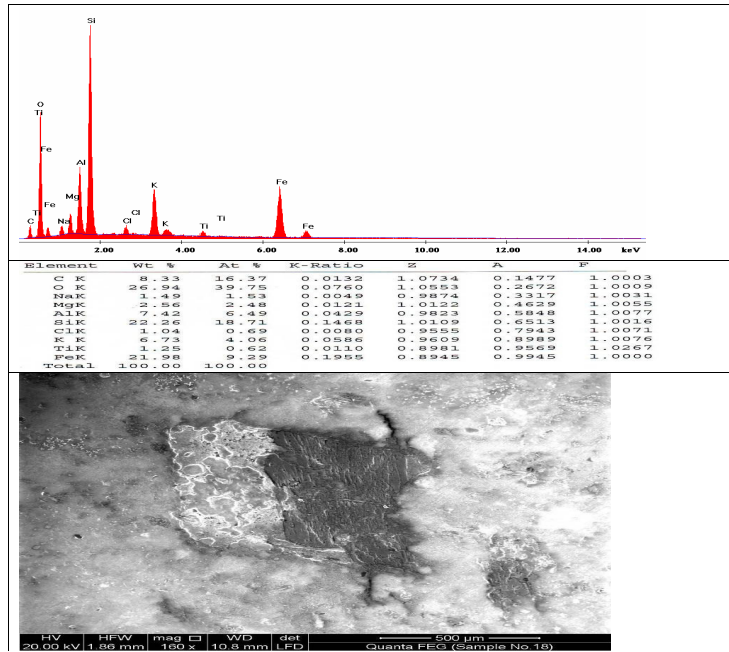 Si
O
Ti
Fe
Al
K
Fe
Mg
Ti
Fe
Cl
C
Na
Cl
K
Ti
Ti
Fe
2.00 4.00 6.00 8.00 10.00 12.00 14.00 keV
Element Wt % At % K-Ratio Z A F
C K 8.33 16.37 0.0132 1.0734 0.1477 1.0003
O K 26.94 39.75 0.0760 1.0553 0.2672 1.0009
NaK 1.49 1.53 0.0049 0.9874 0.3317 1.0031
MgK 2.56 2.48 0.0121 1.0122 0.4629 1.0055
AlK 7.42 6.49 0.0429 0.9823 0.5848 1.0077
SiK 22.26 18.71 0.1468 1.0109 0.6513 1.0016
ClK 1.04 0.69 0.0080 0.9555 0.7943 1.0071
K K 6.73 4.06 0.0586 0.9609 0.8989 1.0076
TiK 1.25 0.62 0.0110 0.8981 0.9569 1.0267
FeK 21.98 9.29 0.1955 0.8945 0.9945 1.0000
Total 100.00 100.00
HV HFW mag WD det 500 µm
20.00 kV 1.86 mm 160 x 10.8 mm LFD Quanta FEG (Sample No.18)